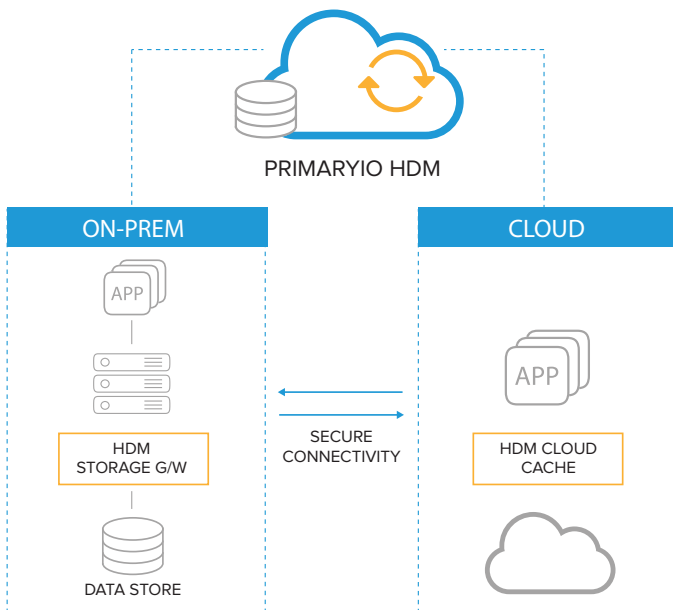 PRIMARYIO HDM
ON-PREM
CLOUD
APP
APP
HDM
STORAGE G/W
SECURE
CONNECTIVITY
HDM CLOUD
CACHE
DATA STORE